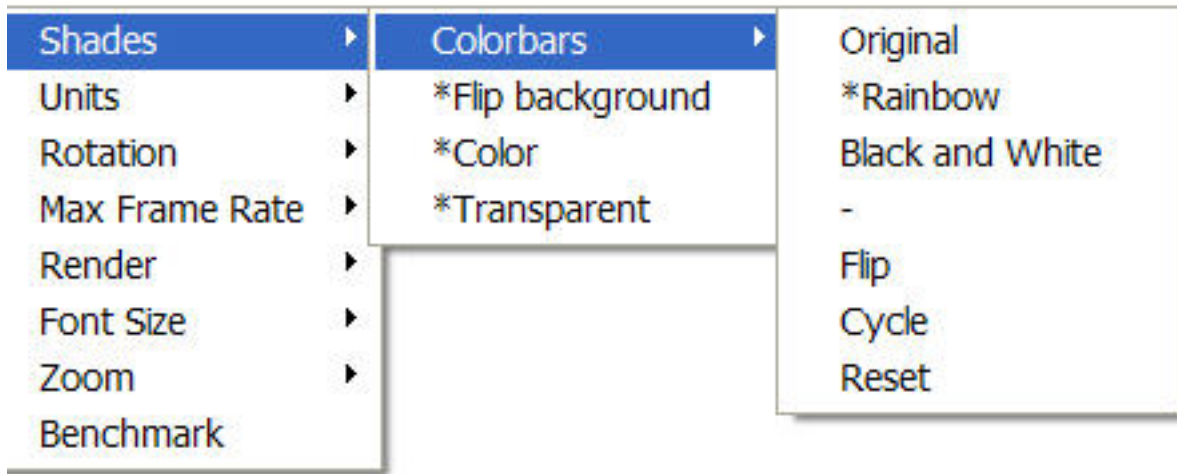 Shades
Units
Rotation
Max Frame Rate
Render
Font Size
Zoom
Benchmark
Colorbars
*Flip background
*Color
*Transparent
Original
*Rainbow
Black and White
-
Flip
Cycle
Reset